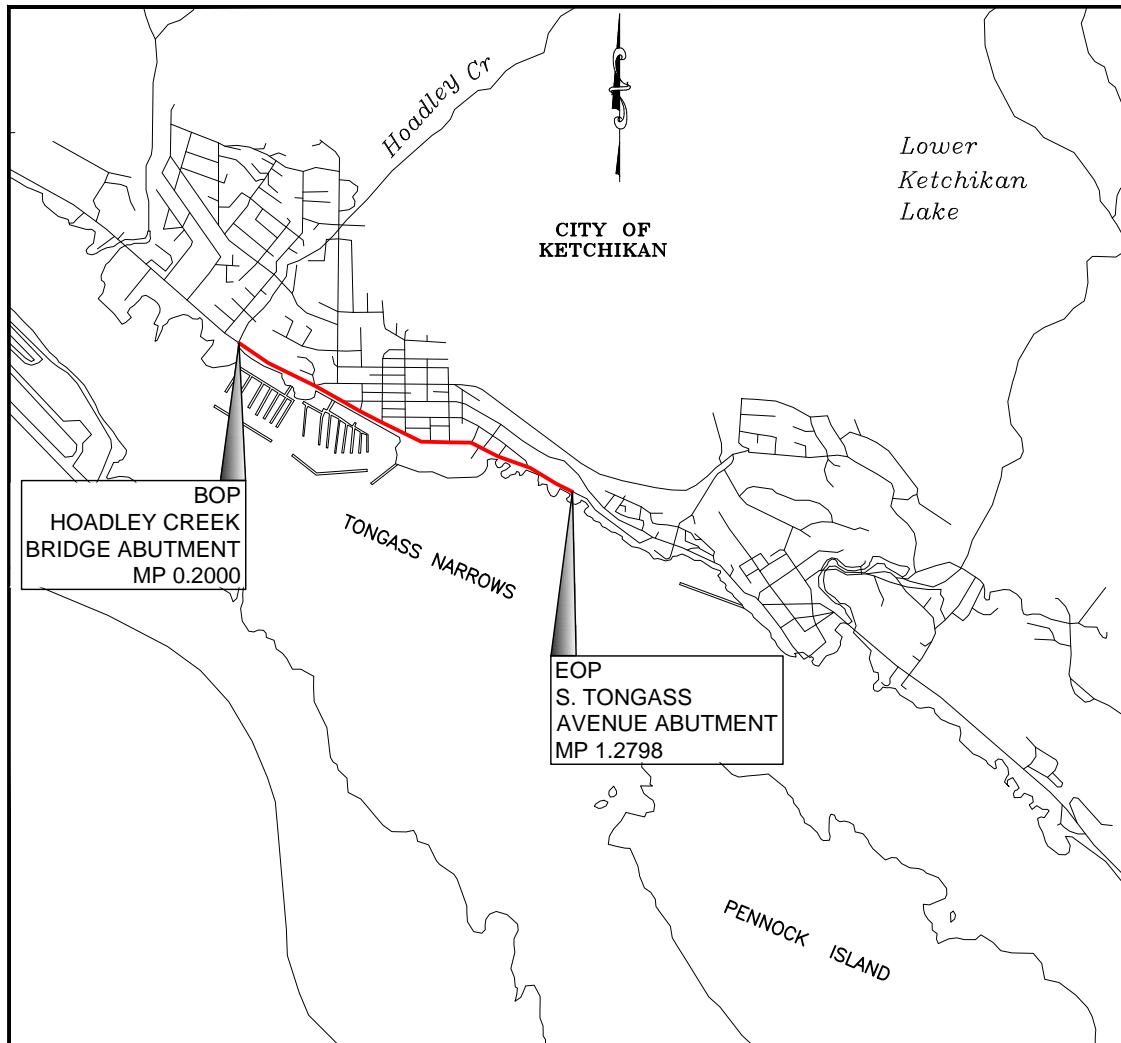 Hoadley Cr
Lower
Ketchikan
Lake
CITY OF
KETCHIKAN
BOP
HOADLEY CREEK
BRIDGE ABUTMENT
MP 0.2000
TONGASS NARROWS
EOP
S. TONGASS
AVENUE ABUTMENT
MP 1.2798
PENNOCK ISLAND